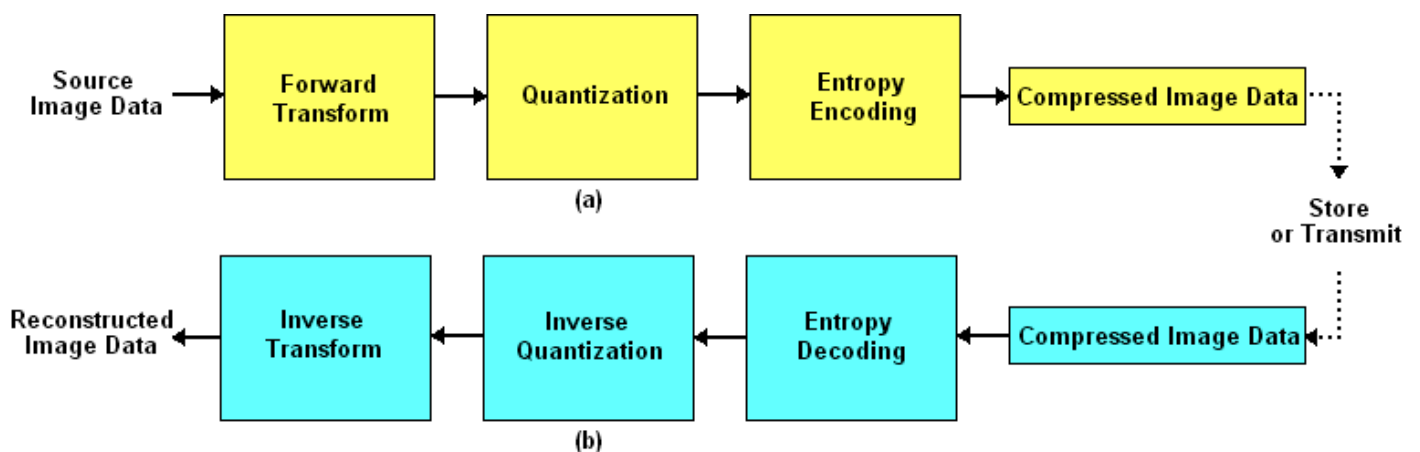 Source
Image Data
Forward
Transform
Quantization
Entropy
Encoding
Compressed Image Data
(a)
Store
or Transmit
Reconstructed
Image Data
Inverse
Transform
Inverse
Quantization
Entropy
Decoding
Compressed Image Data
(b)